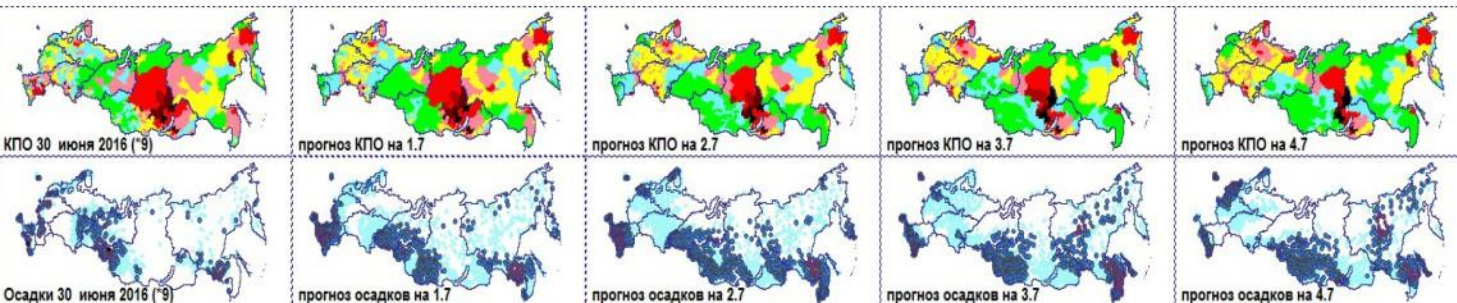 КПО 30 июня 2016 (*9)
прогноз КПО на 1.7
прогноз КПО на 2.7
прогноз КПО на 3.7
прогноз КПО на 4.7
Осадки 30 июня 2016 (*9)
прогноз осадков на 1.7
прогноз осадков на 2.7
прогноз осадков на 3.7
прогноз осадков на 4.7